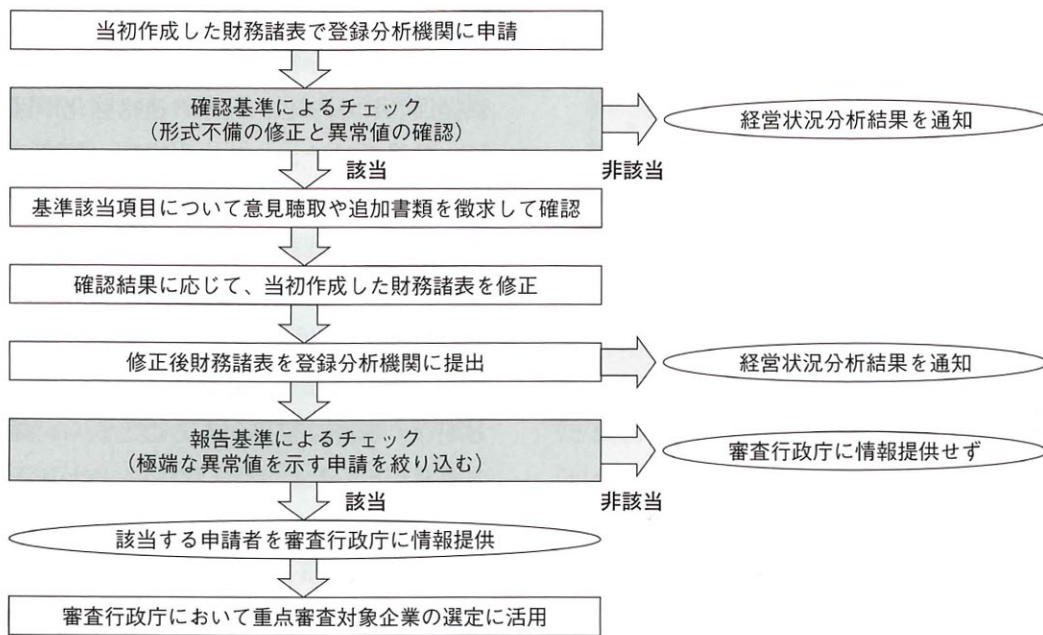 当初作成した財務諸表で登録分析機関に申請
確認基準によるチェック
（形式不備の修正と異常値の確認）
経営状況分析結果を通知
該当
非該当
基準該当項目について意見聴取や追加書類を徴求して確認
確認結果に応じて、当初作成した財務諸表を修正
修正後財務諸表を登録分析機関に提出
経営状況分析結果を通知
報告基準によるチェック
（極端な異常値を示す申請を絞り込む）
審査行政庁に情報提供せず
該当
非該当
該当する申請者を審査行政庁に情報提供
審査行政庁において重点審査対象企業の選定に活用